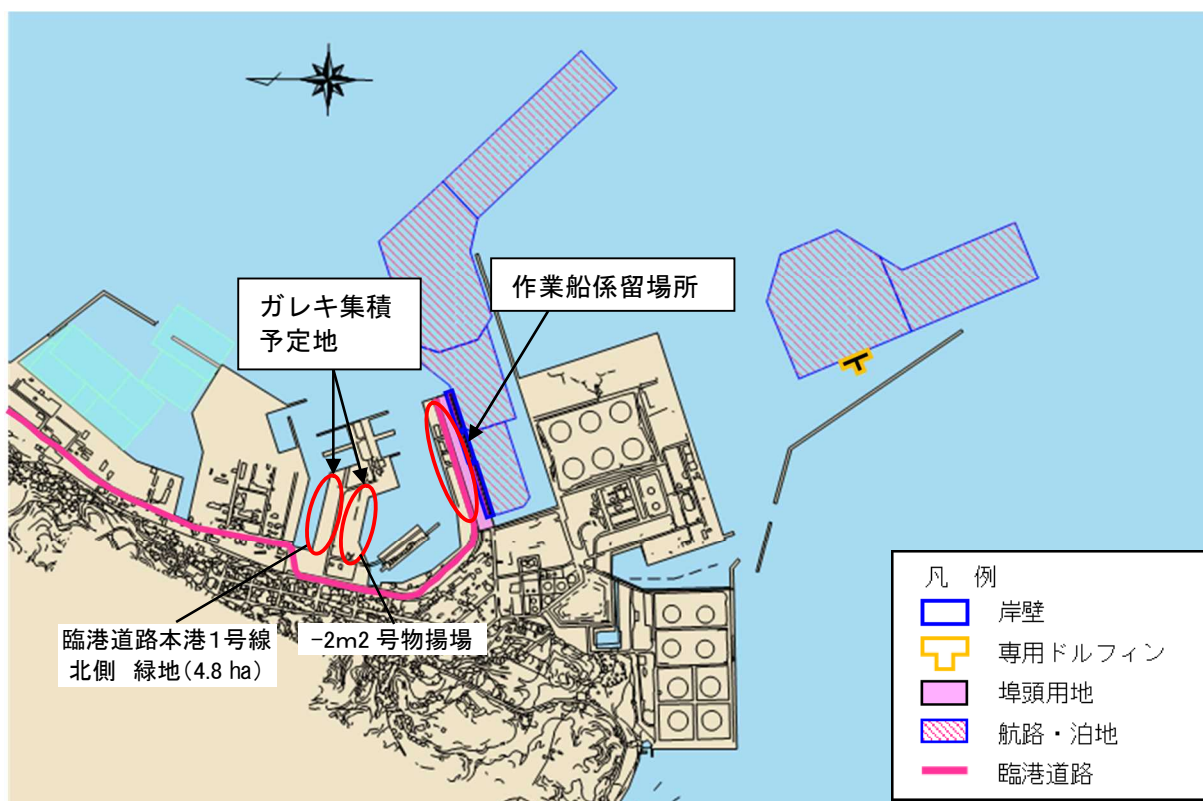 作業船係留場所
ガレキ集積
予定地
臨港道路本港1号線
北側 緑地(4.8 ha)
-2m2 号物揚場
凡 例
岸壁
専用ドルフィン
埠頭用地
航路・泊地
臨港道路